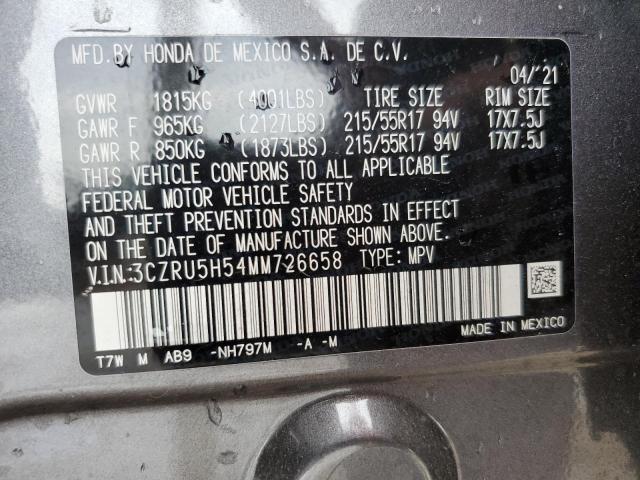 MFD.BY HONDA DE MEXICO S.A. DE C.V.
04/'21
GVWR 1815KG (4001LBS) TIRE SIZE RIM SIZE
GAWR F 965KG (2127LBS) 215/55R17 94V 17X7.5J
GAWR R 850KG (1873LBS) 215/55R17 94V 17X7.5J
THIS VEHICLE CONFORMS TO ALL APPLICABLE
FEDERAL MOTOR VEHICLE SAFETY
AND THEFT PREVENTION STANDARDS IN EFFECT
ON THE DATE OF MANUFACTURE SHOWN ABOVE.
V.I.N:3CZRU5H54MM726658 TYPE: MPV
MADE IN MEXICO
T7W M AB9 -NH797M -A -M